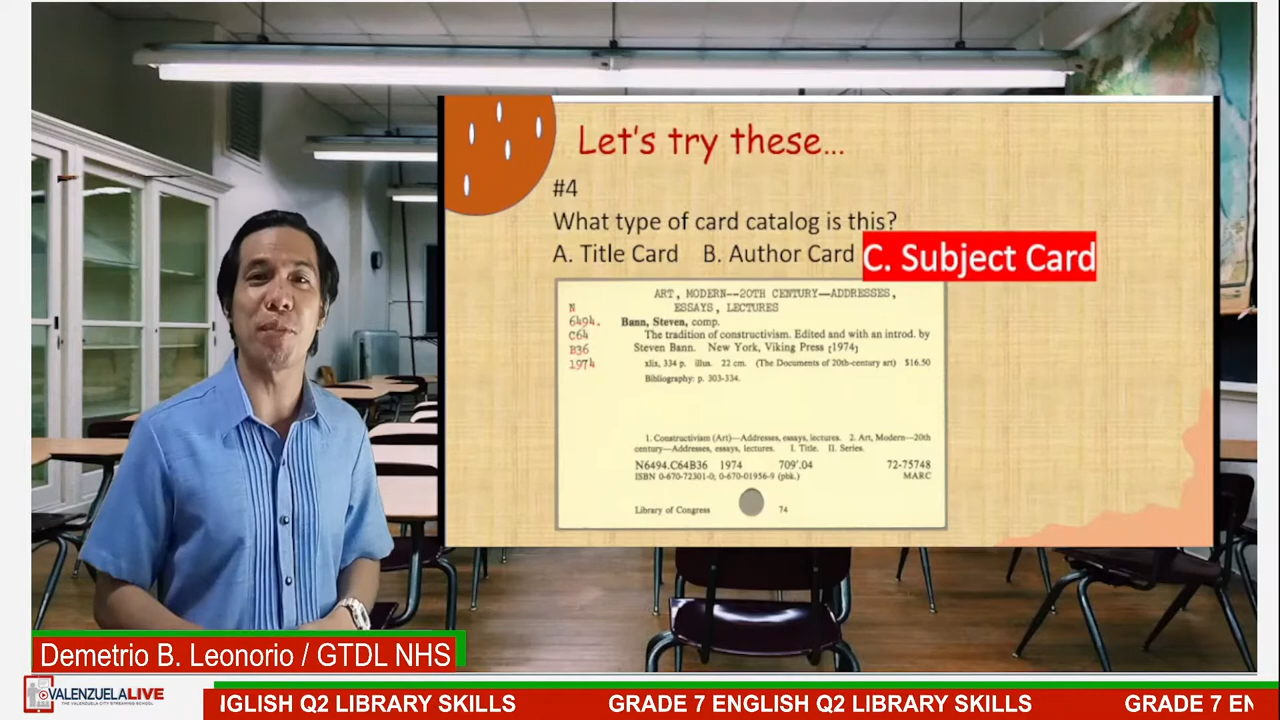 Let's try these...
#4
What type of card catalog is this?
A. Title Card B. Author Card C. Subject Card
ART, MODERN--20TH CENTURY—ADDRESSES,
ESSAYS, LECTURES
N
6494.
C64
B36
1974
Bann, Steven, comp.
The tradition of constructivism. Edited and with an introd. by
Steven Bann. New York, Viking Press [1974]
xlix, 334 p. illus. 22 cm. (The Documents of 20th-century art) $16.50
Bibliography: p. 303-334.
1. Constructivism (Art)—Addresses, essays, lectures. 2. Art, Modern—20th
century—Addresses, essays, lectures. I. Title. II. Series.
N6494.C64B36 1974 709'.04 72-75748
ISBN 0-670-72301-0; 0-670-01956-9 (pbk.) MARC
Library of Congress 74
Demetrio B. Leonorio / GTDL NHS
VALENZUELALIVE
THE VALENZUELA CITY STREAMING SCHOOL
IGLISH Q2 LIBRARY SKILLS GRADE 7 ENGLISH Q2 LIBRARY SKILLS GRADE 7 EN